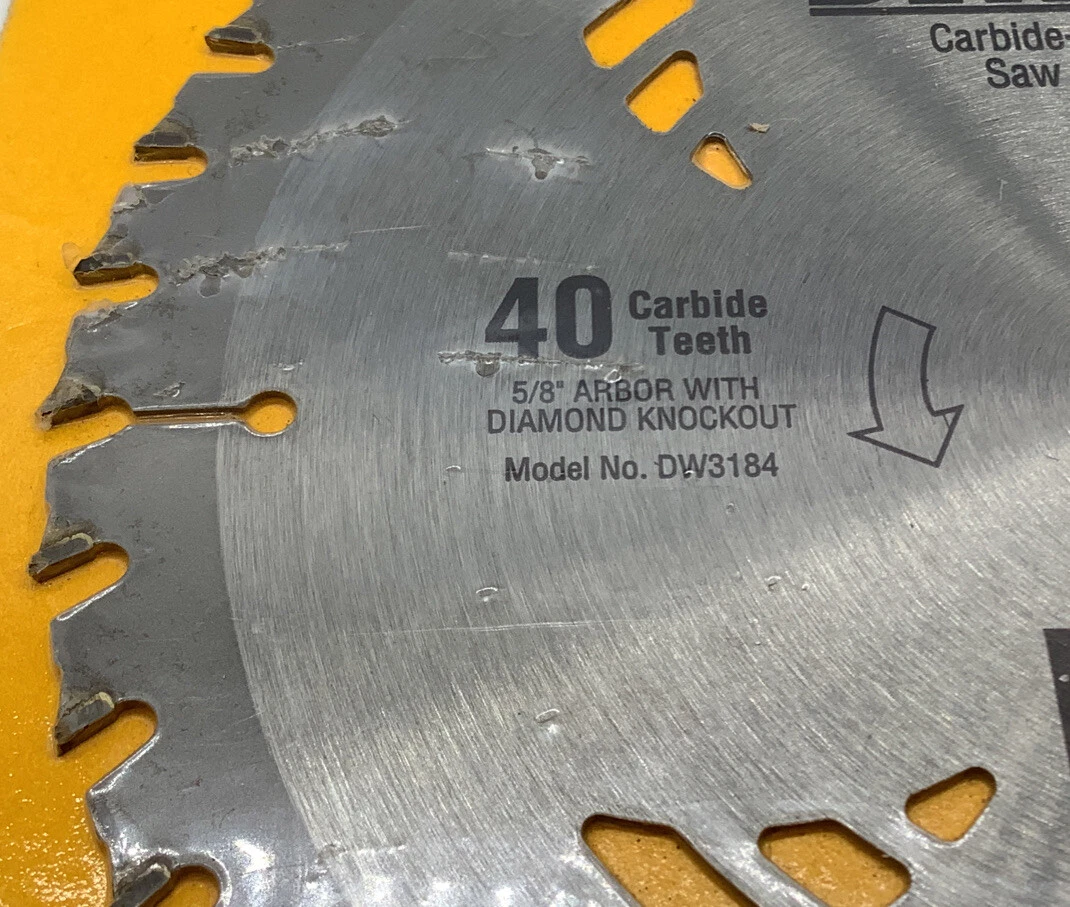 Carbide-
Saw
40 Carbide
Teeth
5/8" ARBOR WITH
DIAMOND KNOCKOUT
Model No. DW3184